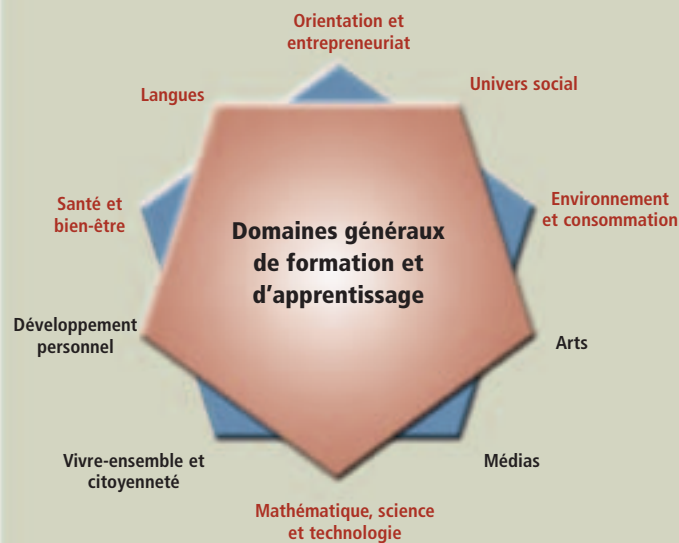 Orientation et
entrepreneuriat
Langues
Univers social
Santé et
bien-être
Environnement
et consommation
Domaines généraux
de formation et
d'apprentissage
Développement
personnel
Arts
Vivre-ensemble et
citoyenneté
Médias
Mathématique, science
et technologie